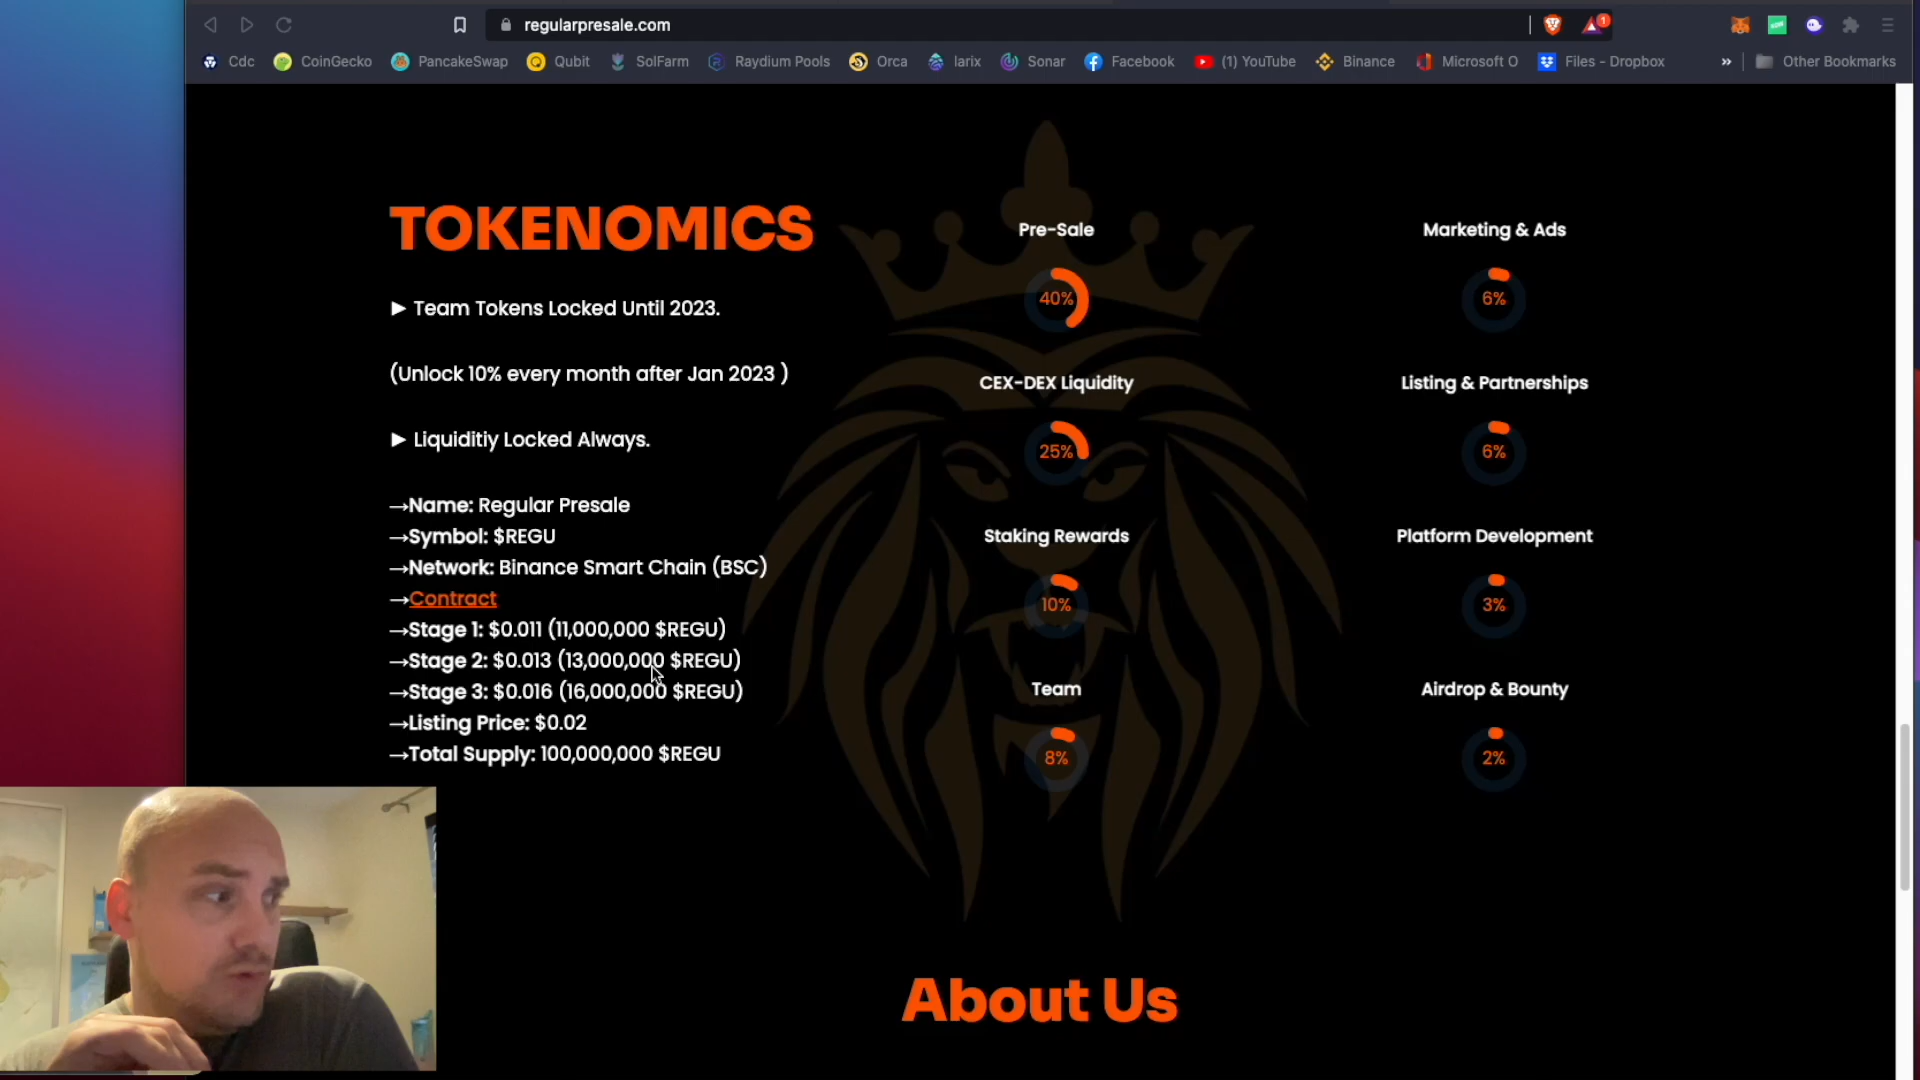 regularpresale.com
1
Cdc
CoinGecko
PancakeSwap
Qubit
SolFarm
Raydium Pools
Orca
larix
Sonar
Facebook
(1) YouTube
Binance
Microsoft O
Files - Dropbox
»
Other Bookmarks
TOKENOMICS
► Team Tokens Locked Until 2023.
(Unlock 10% every month after Jan 2023 )
► Liquiditiy Locked Always.
→Name: Regular Presale
→Symbol: $REGU
→Network: Binance Smart Chain (BSC)
→Contract
→Stage 1: $0.011 (11,000,000 $REGU)
→Stage 2: $0.013 (13,000,000 $REGU)
→Stage 3: $0.016 (16,000,000 $REGU)
→Listing Price: $0.02
→Total Supply: 100,000,000 $REGU
Pre-Sale
40%
CEX-DEX Liquidity
25%
Staking Rewards
10%
Team
8%
Marketing & Ads
6%
Listing & Partnerships
6%
Platform Development
3%
Airdrop & Bounty
2%
About Us